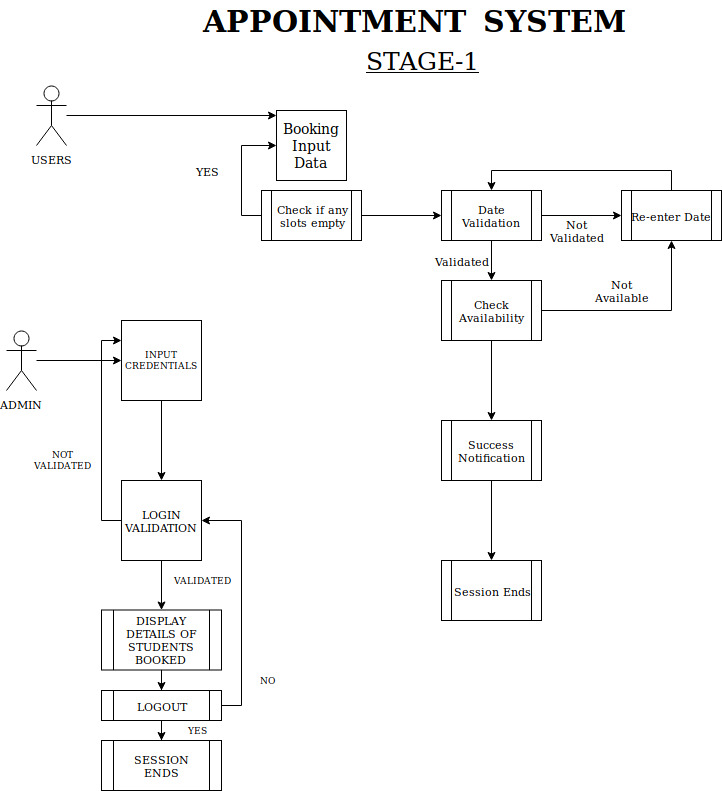 APPOINTMENT SYSTEM
STAGE-1
USERS
Booking
Input
Data
YES
Check if any
slots empty
Date
Validation
Not
Validated
Re-enter Date
Validated
Check
Availability
Not
Available
Success
Notification
Session Ends
ADMIN
INPUT
CREDENTIALS
NOT
VALIDATED
LOGIN
VALIDATION
VALIDATED
DISPLAY
DETAILS OF
STUDENTS
BOOKED
NO
LOGOUT
YES
SESSION
ENDS